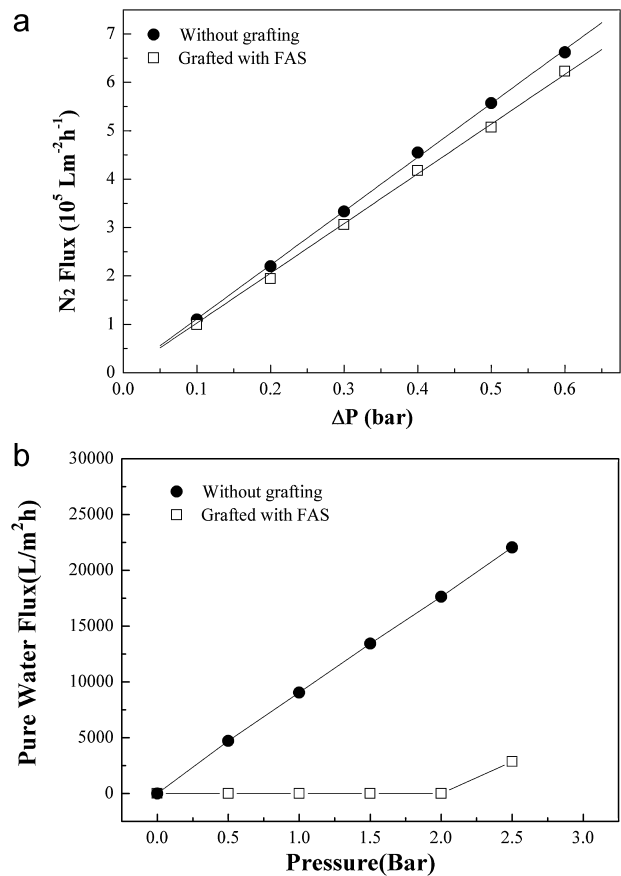 a
7
6
5
4
3
2
1
0
N₂ Flux (10⁵ Lm⁻²h⁻¹)
Without grafting
Grafted with FAS
0.0 0.1 0.2 0.3 0.4 0.5 0.6
ΔP (bar)
b
30000
25000
20000
15000
10000
5000
0
Pure Water Flux(L/m²h)
Without grafting
Grafted with FAS
0.0 0.5 1.0 1.5 2.0 2.5 3.0
Pressure(Bar)